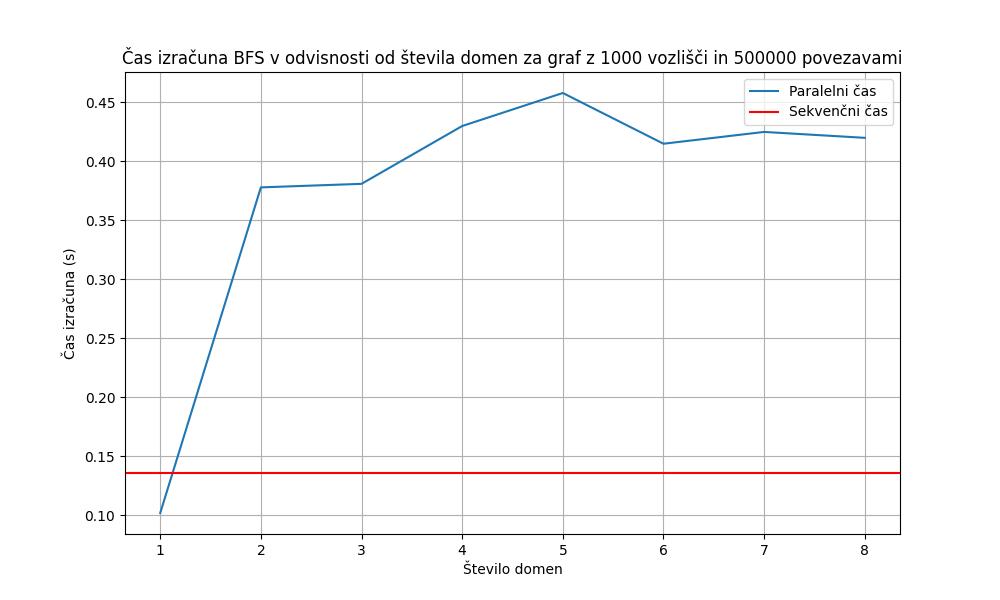 Čas izračuna BFS v odvisnosti od števila domen za graf z 1000 vozlišči in 500000 povezavami
Paralelni čas
Sekvenčni čas
Čas izračuna (s)
0.45
0.40
0.35
0.30
0.25
0.20
0.15
0.10
1 2 3 4 5 6 7 8
Število domen